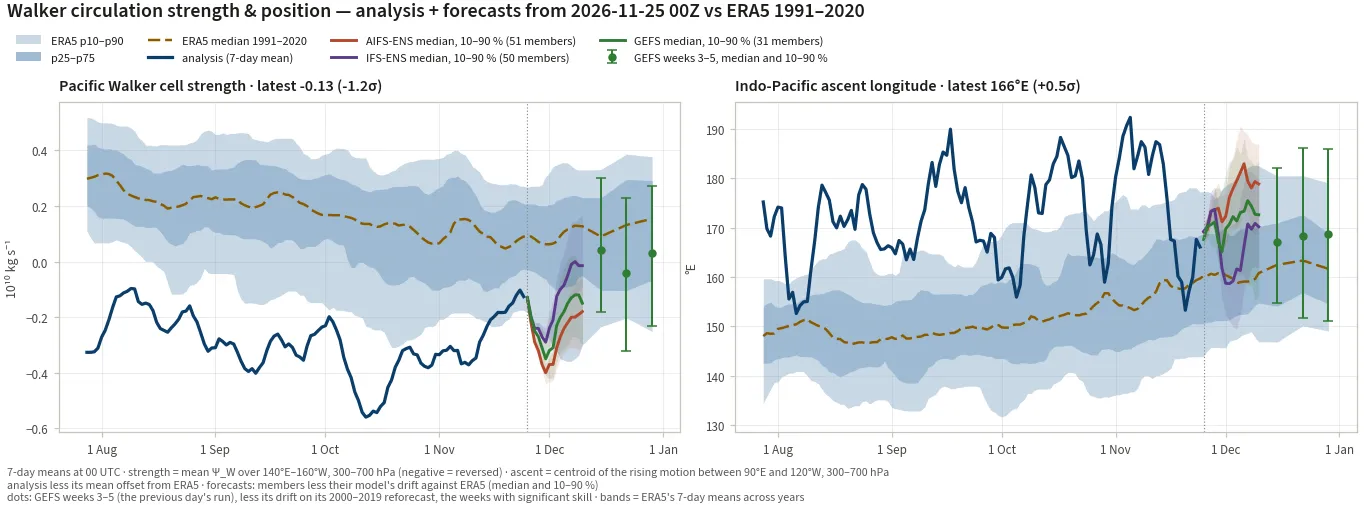 Walker circulation strength & position — analysis + forecasts from 2026-11-25 00Z vs ERA5 1991–2020
ERA5 p10–p90
ERA5 median 1991–2020
AIFS-ENS median, 10–90 % (51 members)
GEFS median, 10–90 % (31 members)
p25–p75
analysis (7-day mean)
IFS-ENS median, 10–90 % (50 members)
GEFS weeks 3–5, median and 10–90 %
Pacific Walker cell strength · latest -0.13 (-1.2σ)
10¹⁰ kg s⁻¹
0.4
0.2
0.0
−0.2
−0.4
−0.6
1 Aug
1 Sep
1 Oct
1 Nov
1 Dec
1 Jan
Indo-Pacific ascent longitude · latest 166°E (+0.5σ)
°E
190
180
170
160
150
140
130
1 Aug
1 Sep
1 Oct
1 Nov
1 Dec
1 Jan
7-day means at 00 UTC · strength = mean Ψ_W over 140°E–160°W, 300–700 hPa (negative = reversed) · ascent = centroid of the rising motion between 90°E and 120°W, 300–700 hPa
analysis less its mean offset from ERA5 · forecasts: members less their model's drift against ERA5 (median and 10–90 %)
dots: GEFS weeks 3–5 (the previous day's run), less its drift on its 2000–2019 reforecast, the weeks with significant skill · bands = ERA5's 7-day means across years